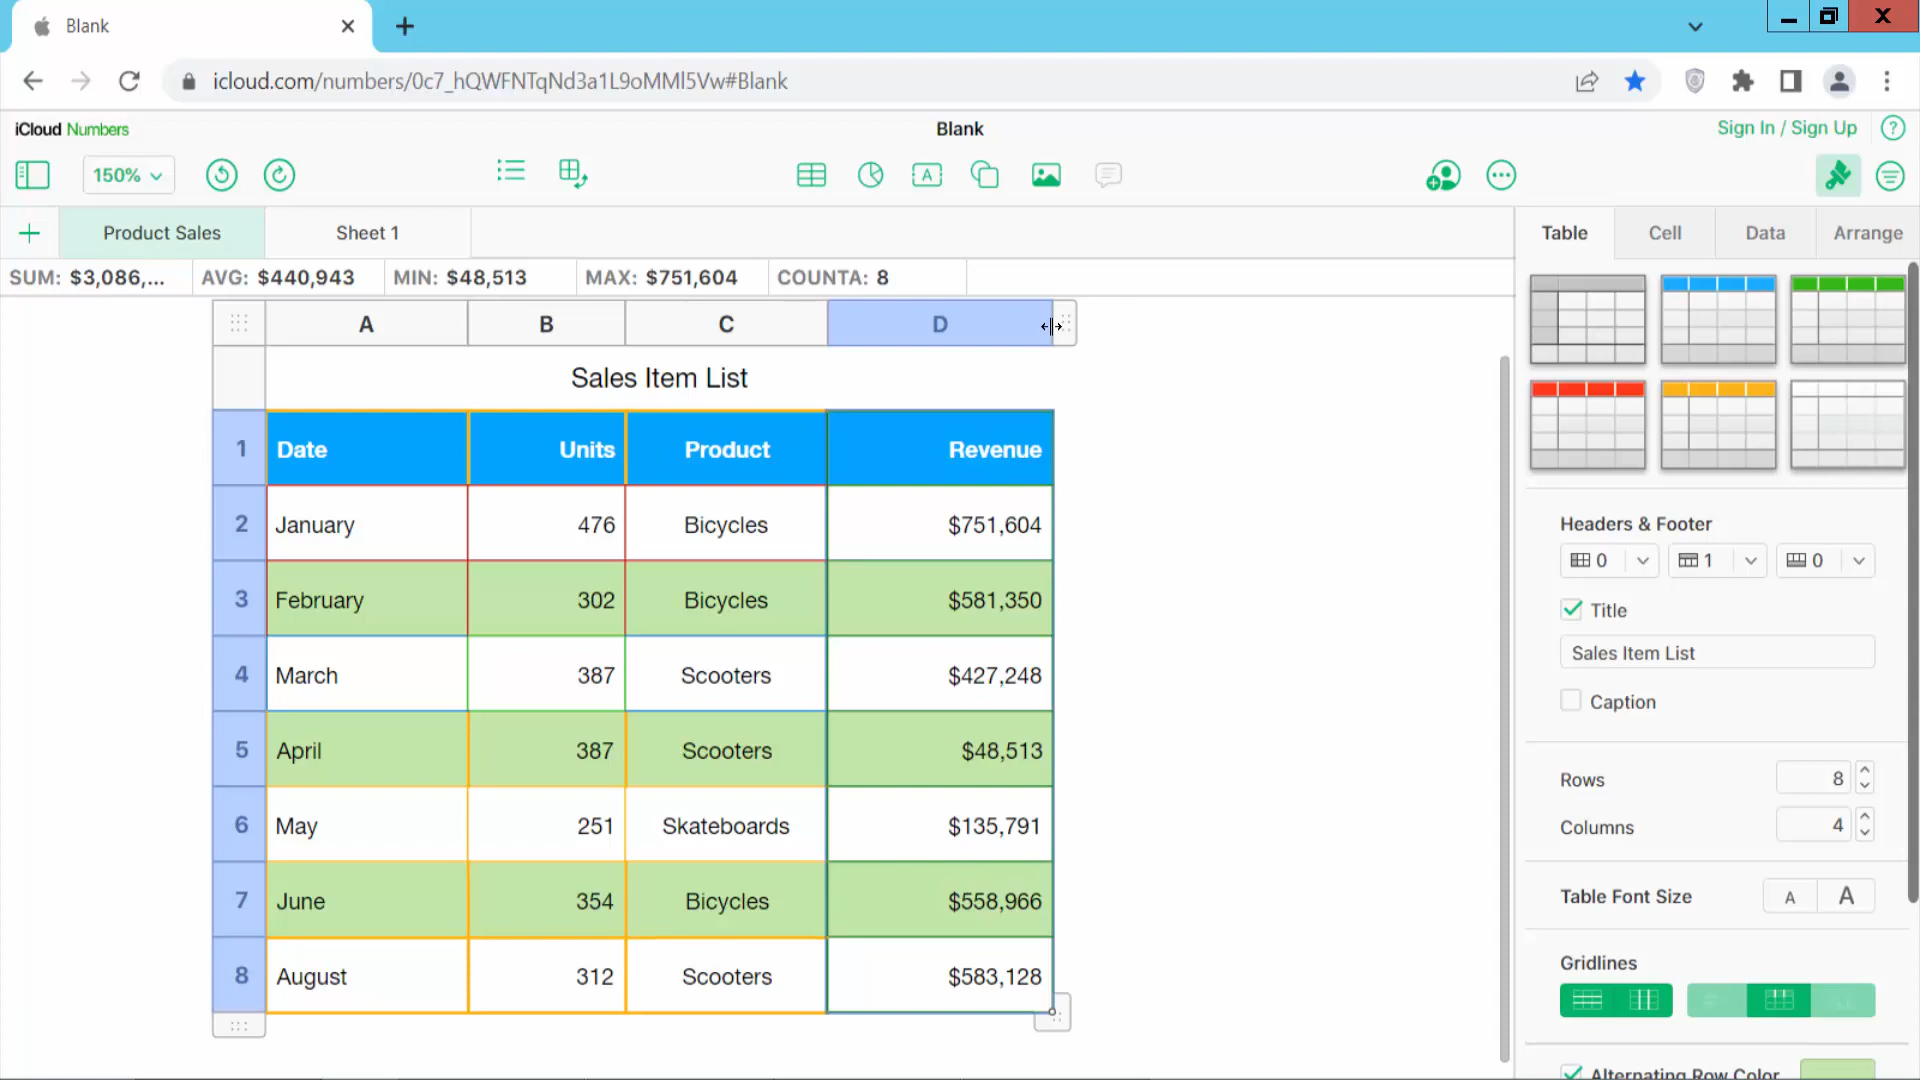 Blank
icloud.com/numbers/0c7_hQWFNTqNd3a1L9oMMl5Vw#Blank
iCloud Numbers
Blank
Sign In / Sign Up
?
150%
A
Product Sales
Sheet 1
Table
Cell
Data
Arrange
SUM: $3,086,...
AVG: $440,943
MIN: $48,513
MAX: $751,604
COUNTA: 8
A B C D
Sales Item List
1 Date Units Product Revenue
2 January 476 Bicycles $751,604
3 February 302 Bicycles $581,350
4 March 387 Scooters $427,248
5 April 387 Scooters $48,513
6 May 251 Skateboards $135,791
7 June 354 Bicycles $558,966
8 August 312 Scooters $583,128
Headers & Footer
0 1 0
Title
Sales Item List
Caption
Rows 8
Columns 4
Table Font Size A A
Gridlines
Alternating Row Color